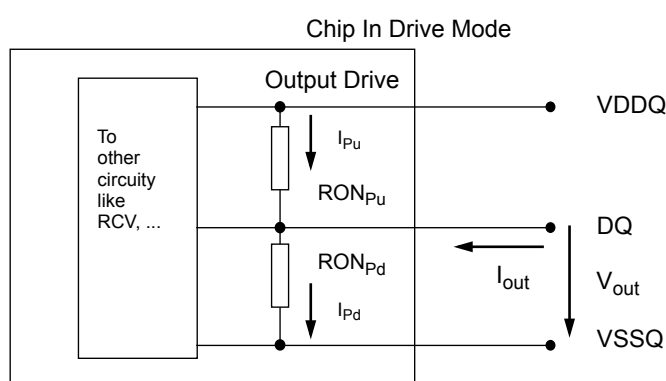 Chip In Drive Mode
Output Drive
VDDQ
To
other
circuity
like
RCV, ...
IPu
RONPu
DQ
RONPd
Iout
Vout
IPd
VSSQ